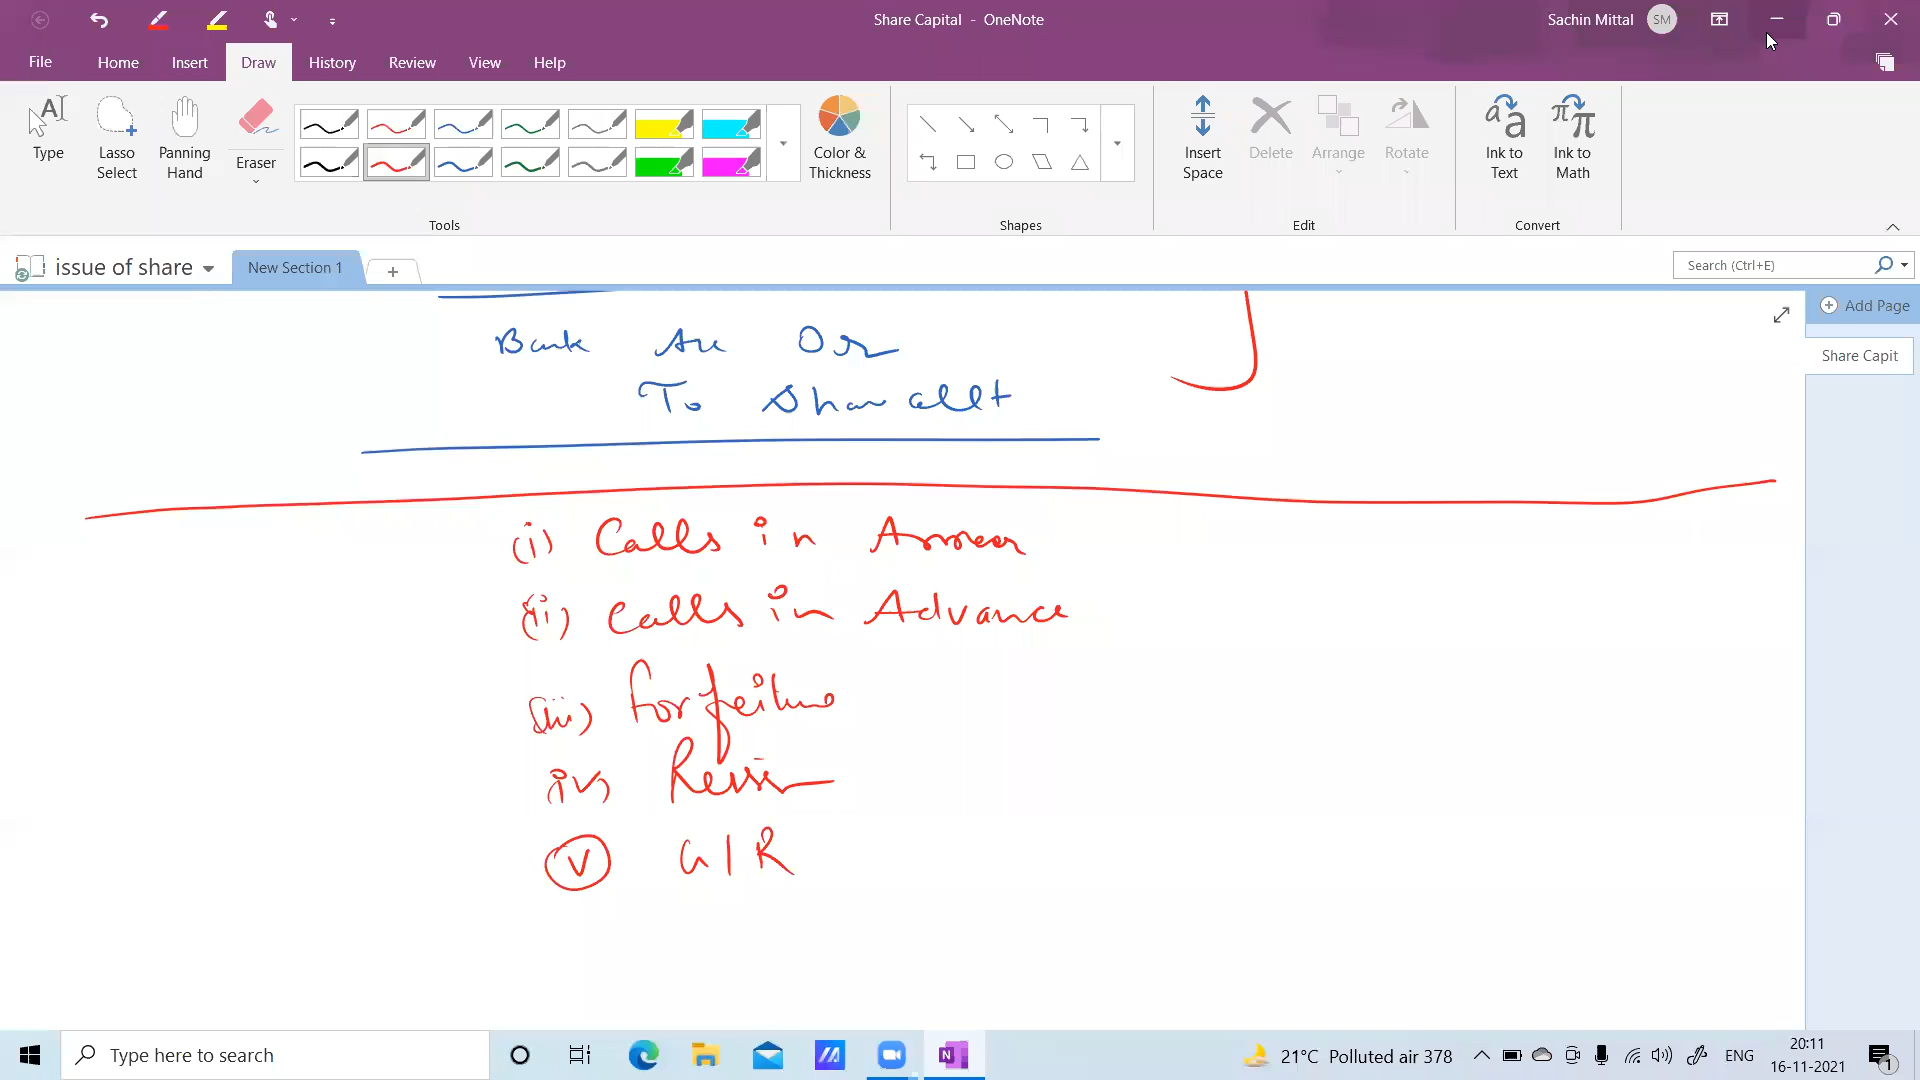 Share Capital - OneNote
Sachin Mittal
SM
File
Home
Insert
Draw
History
Review
View
Help
Type
Lasso Select
Panning Hand
Eraser
Color & Thickness
Insert Space
Delete
Arrange
Rotate
Ink to Text
Ink to Math
Tools
Shapes
Edit
Convert
issue of share
New Section 1
+
Search (Ctrl+E)
Add Page
Share Capit
Bank
To Share allt
(i) Calls in Arrear
(ii) Calls in Advance
(iii) Forfeiture
iv)
V
Type here to search
21°C Polluted air 378
ENG
20:11
16-11-2021
1